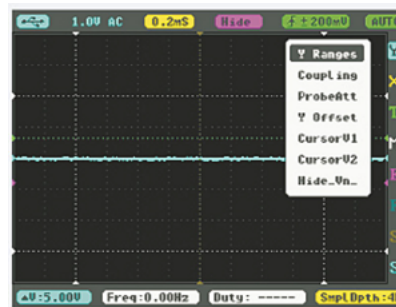 1.0V AC 0.2mS Hide ±200mV AUTO
Y Ranges
Coupling
ProbeAtt
Y Offset
CursorV1
CursorV2
Hide_Vn_
Y
X
T
M
S
S
▲V:5.00V Freq:0.00Hz Duty: ----- SmplDpth:4